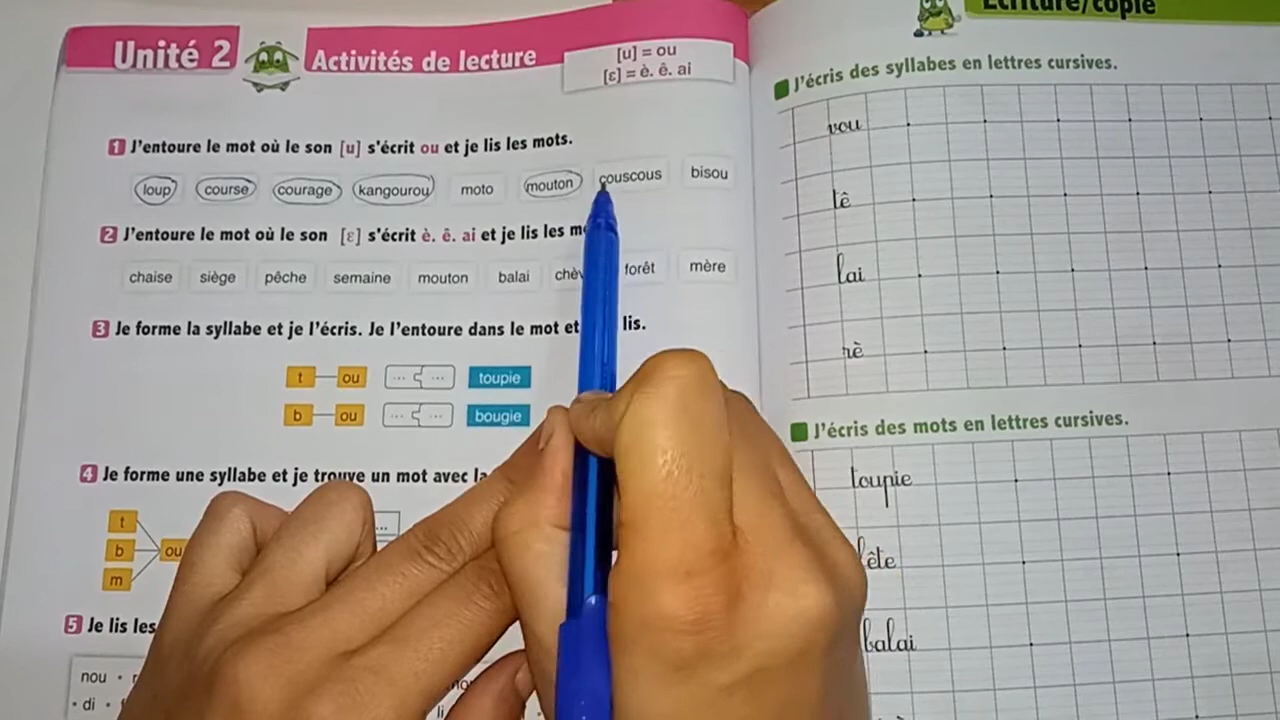 Unité 2
Activités de lecture
[u] = ou
[ɛ] = è. ê. ai
1 J'entoure le mot où le son [u] s'écrit ou et je lis les mots.
loup course courage kangourou moto mouton couscous bisou
2 J'entoure le mot où le son [ɛ] s'écrit è. ê. ai et je lis les
chaise siège pêche semaine mouton balai forêt mère
3 Je forme la syllabe et je l'écris. Je l'entoure dans le mot et lis.
t ou ... ... toupie
b ou ... ... bougie
4 Je forme une syllabe et je trouve un mot avec la
t
b ou ...
m
5 Je lis les
nou •
• di •
Ecriture/copie
J'écris des syllabes en lettres cursives.
vou
tê
lai
rè
J'écris des mots en lettres cursives.
toupie
balai